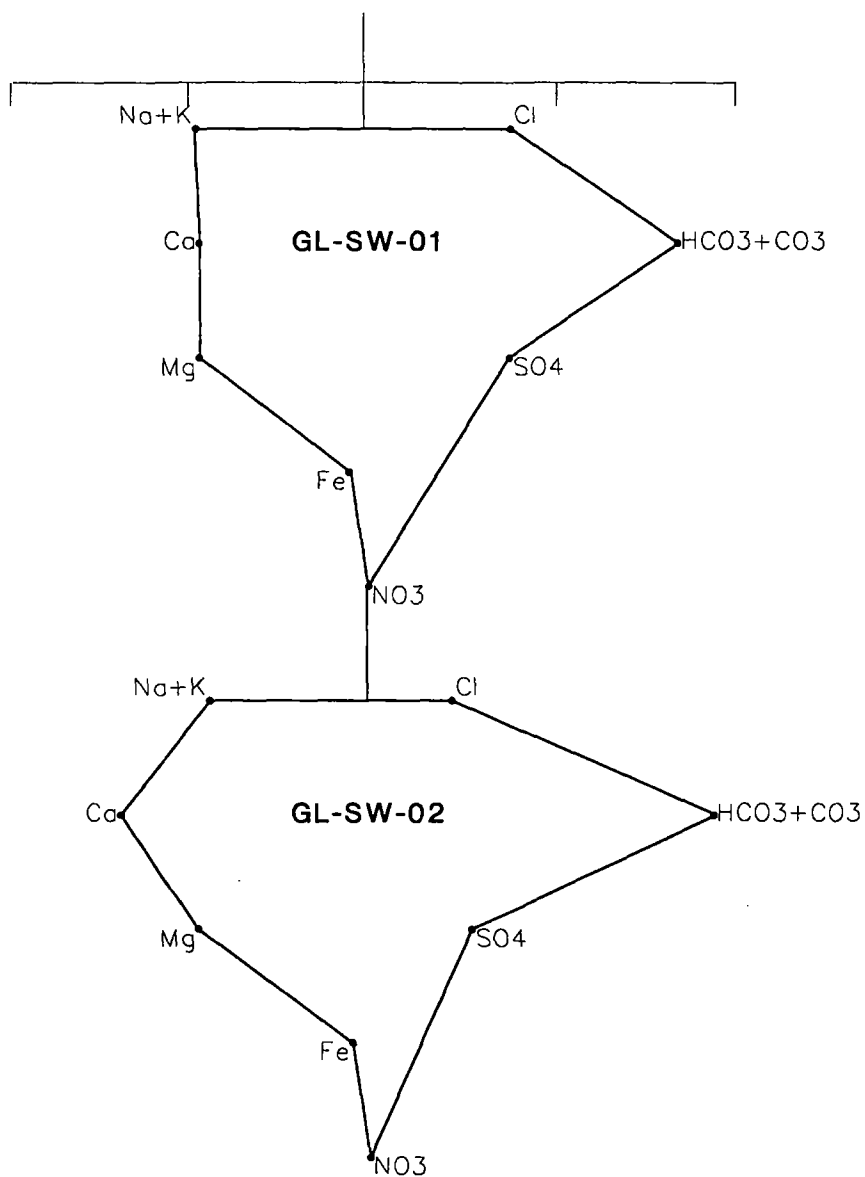 Na+K Cl
Ca GL-SW-01 HCO3+CO3
Mg SO4
Fe
NO3
Na+K Cl
Ca GL-SW-02 HCO3+CO3
Mg SO4
Fe
NO3